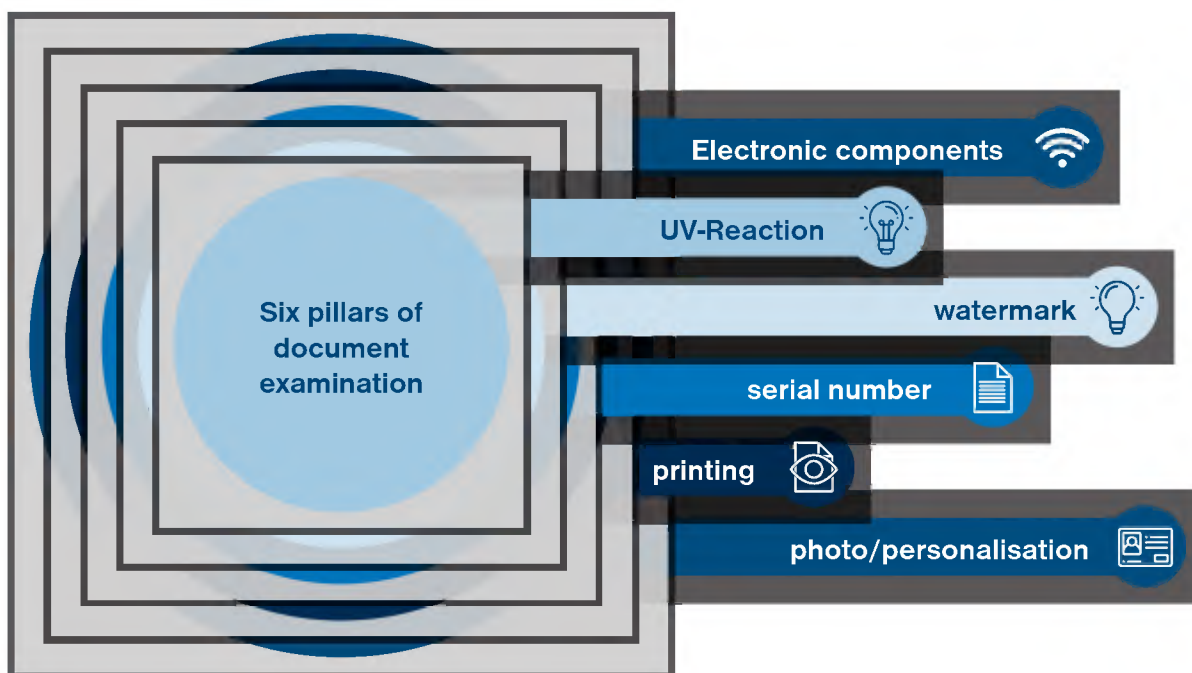 Six pillars of
document
examination
Electronic components
UV-Reaction
watermark
serial number
printing
photo/personalisation